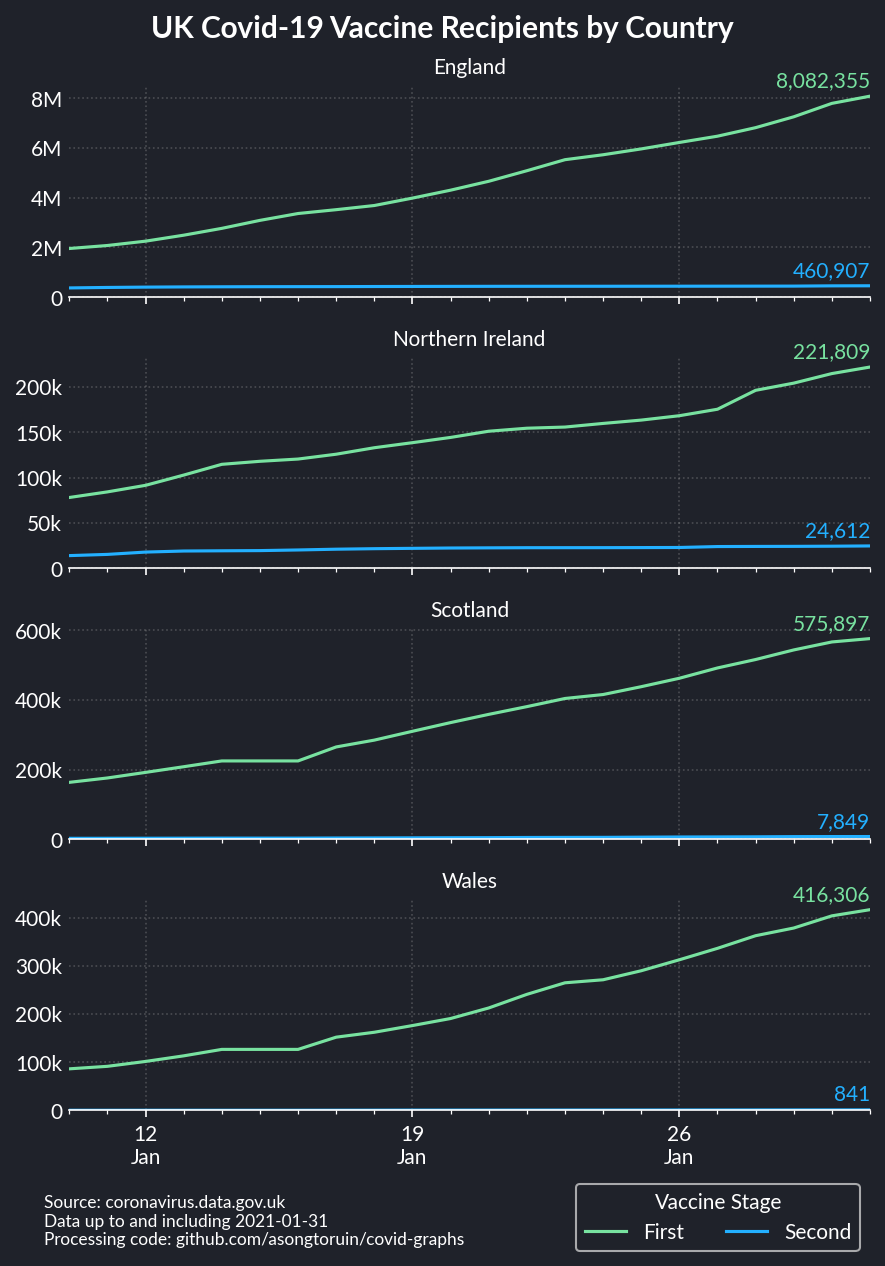 UK Covid-19 Vaccine Recipients by Country
England
8,082,355
8M
6M
4M
2M
460,907
0
Northern Ireland
221,809
200k
150k
100k
50k
24,612
0
Scotland
575,897
600k
400k
200k
7,849
0
Wales
416,306
400k
300k
200k
100k
841
0
12 19 26
Jan Jan Jan
Source: coronavirus.data.gov.uk
Data up to and including 2021-01-31
Processing code: github.com/asongtoruin/covid-graphs
Vaccine Stage
First Second